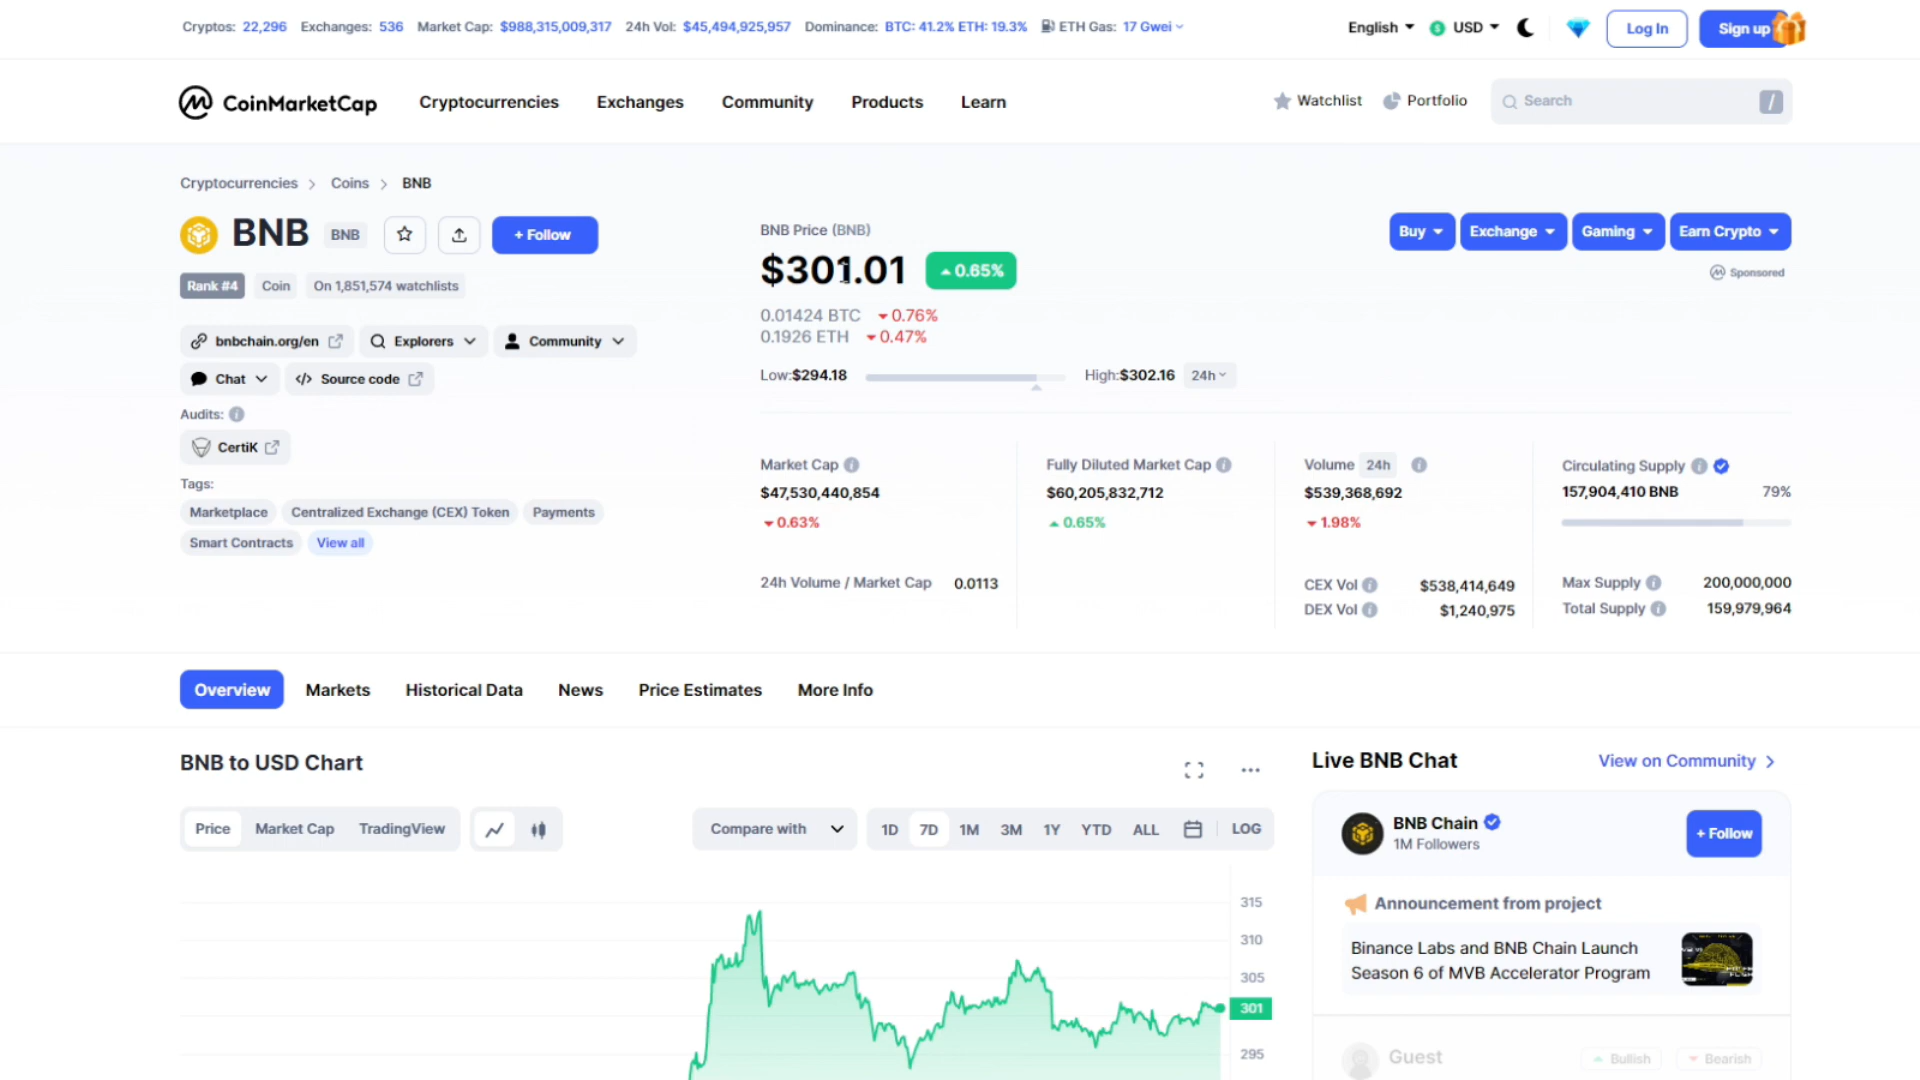 Cryptos: 22,296 Exchanges: 536 Market Cap: $988,315,009,317 24h Vol: $45,494,925,957 Dominance: BTC: 41.2% ETH: 19.3% ETH Gas: 17 Gwei
English USD Log In Sign up
CoinMarketCap Cryptocurrencies Exchanges Community Products Learn Watchlist Portfolio Search /
Cryptocurrencies > Coins > BNB
BNB BNB + Follow
Rank #4 Coin On 1,851,574 watchlists
bnbchain.org/en Explorers Community
Chat </> Source code
Audits:
CertiK
Tags:
Marketplace Centralized Exchange (CEX) Token Payments
Smart Contracts View all
BNB Price (BNB)
$301.01 0.65%
0.01424 BTC 0.76%
0.1926 ETH 0.47%
Low:$294.18 High:$302.16 24h
Buy Exchange Gaming Earn Crypto
Sponsored
Market Cap
$47,530,440,854
0.63%
24h Volume / Market Cap 0.0113
Fully Diluted Market Cap
$60,205,832,712
0.65%
Volume 24h
$539,368,692
1.98%
CEX Vol $538,414,649
DEX Vol $1,240,975
Circulating Supply
157,904,410 BNB 79%
Max Supply 200,000,000
Total Supply 159,979,964
Overview Markets Historical Data News Price Estimates More Info
BNB to USD Chart
Price Market Cap TradingView
Compare with 1D 7D 1M 3M 1Y YTD ALL LOG
315
310
305
301
295
Live BNB Chat View on Community >
BNB Chain
1M Followers
+ Follow
Announcement from project
Binance Labs and BNB Chain Launch
Season 6 of MVB Accelerator Program
Guest Bullish Bearish